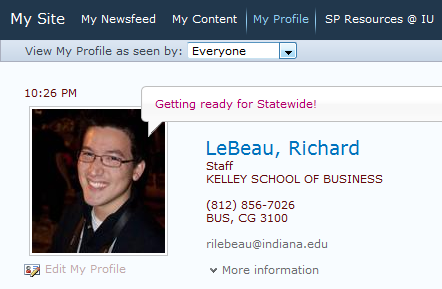 My Site My Newsfeed My Content My Profile SP Resources @ IU
View My Profile as seen by: Everyone
10:26 PM
Getting ready for Statewide!
LeBeau, Richard
Staff
KELLEY SCHOOL OF BUSINESS
(812) 856-7026
BUS, CG 3100
rilebeau@indiana.edu
Edit My Profile
More information